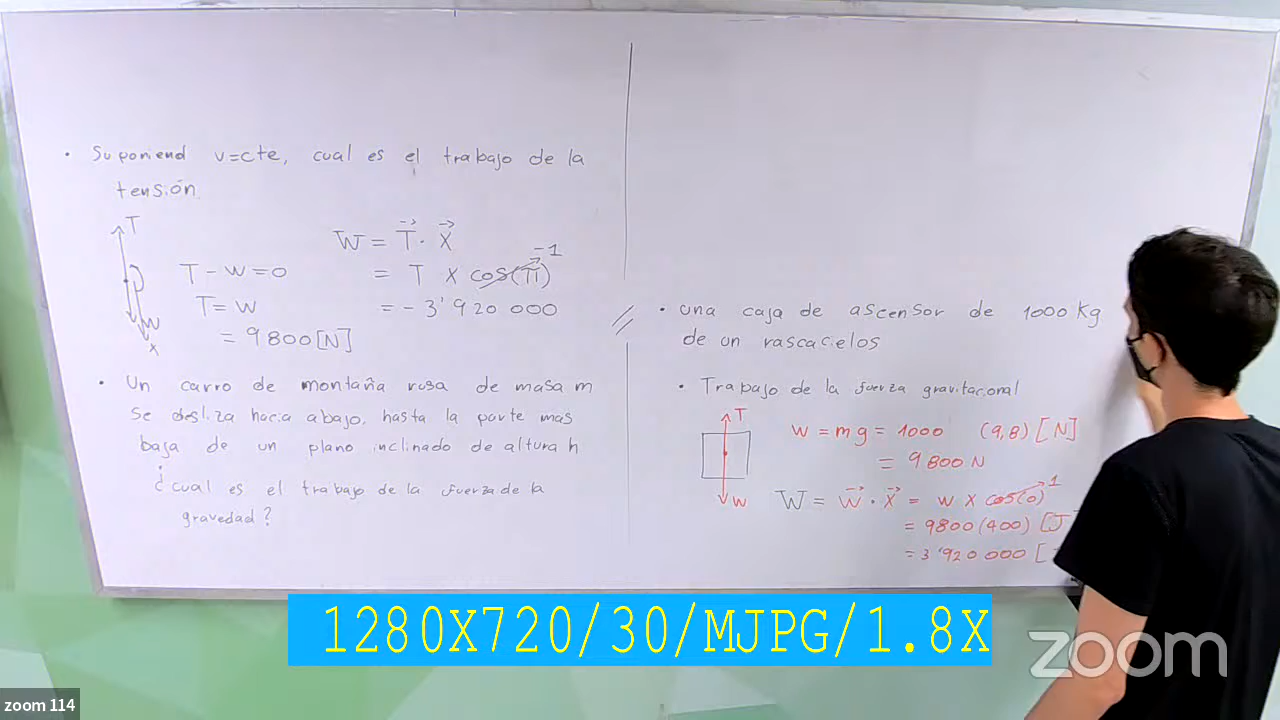 • Suponiend v=cte, cual es el trabajo de la
tensión.
T
W = T⃗ · X⃗
T - w = 0
= T X cos(π) -1
T = w
= - 3'920 000
= 9800 [N]
w
x
• Un carro de montaña rusa de masa m
se desliza hacia abajo, hasta la parte mas
baja de un plano inclinado de altura h
¿cual es el trabajo de la fuerza de la
gravedad?
• una caja de ascensor de 1000 Kg
de un rascacielos
• Trabajo de la fuerza gravitacional
T
w = mg = 1000 (9,8) [N]
= 9800 N
w
W = w⃗ · x⃗ = w x cos(0) 1
= 9800 (400) [J
= 3'920 000 [
1280X720/30/MJPG/1.8X
zoom
zoom 114